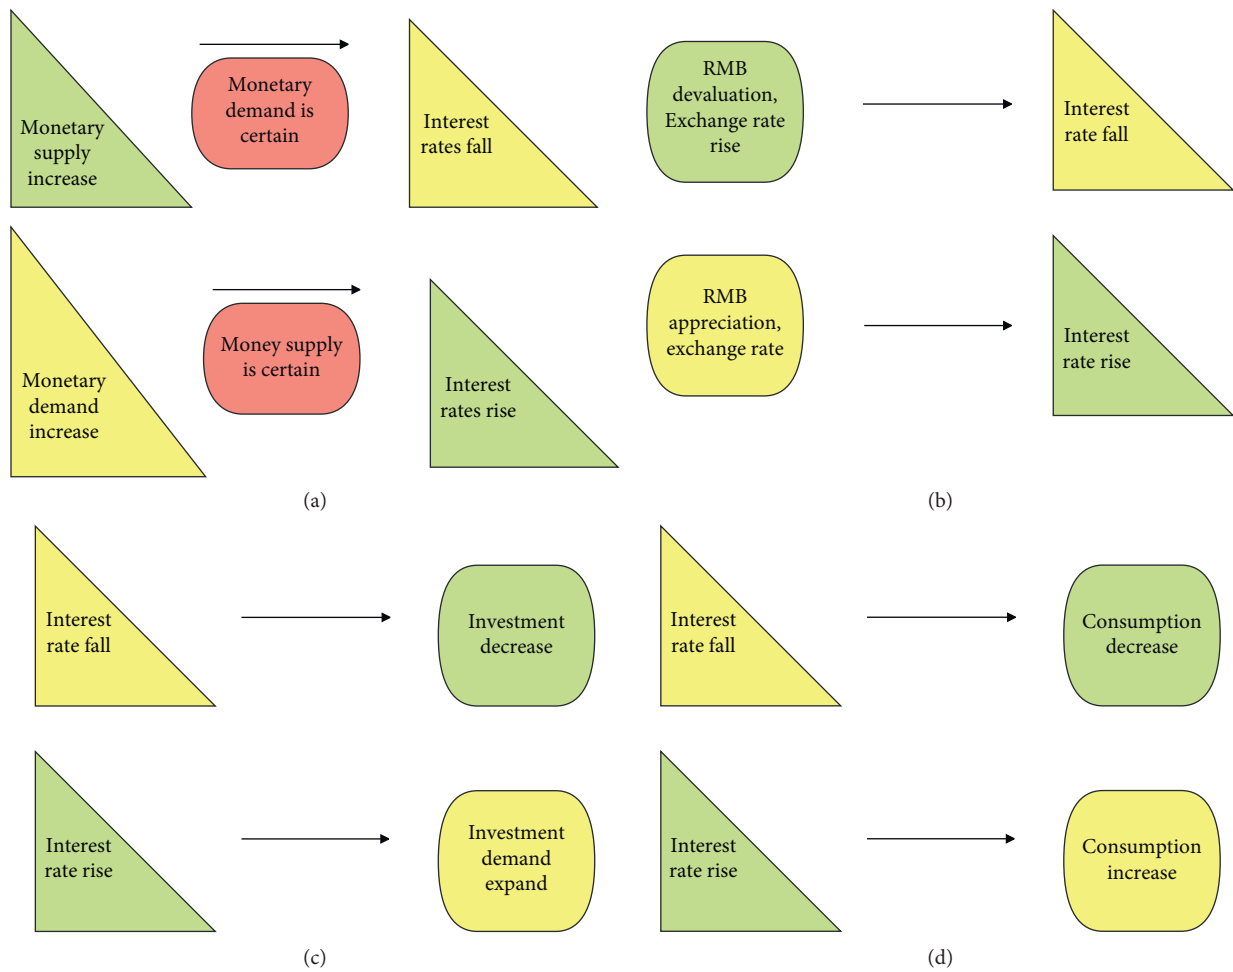 Monetary
supply
increase
Monetary
demand is
certain
Interest
rates fall
Monetary
demand
increase
Money supply
is certain
Interest
rates rise
(a)
RMB
devaluation,
Exchange rate
rise
Interest
rate fall
RMB
appreciation,
exchange rate
Interest
rate rise
(b)
Interest
rate fall
Investment
decrease
Interest
rate rise
Investment
demand
expand
(c)
Interest
rate fall
Consumption
decrease
Interest
rate rise
Consumption
increase
(d)